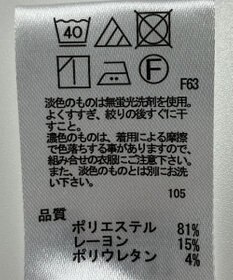 40
F
F63
淡色のものは無蛍光洗剤を使用。
よくすすぎ、絞りの後すぐに干
すこと。
濃色のものは、着用による摩擦
で色落ちする事がありますので、
組み合せの衣服にご注意下さい。
また、淡色のものとは別にお洗
い下さい。
105
品質
ポリエステル 81%
レーヨン 15%
ポリウレタン 4%